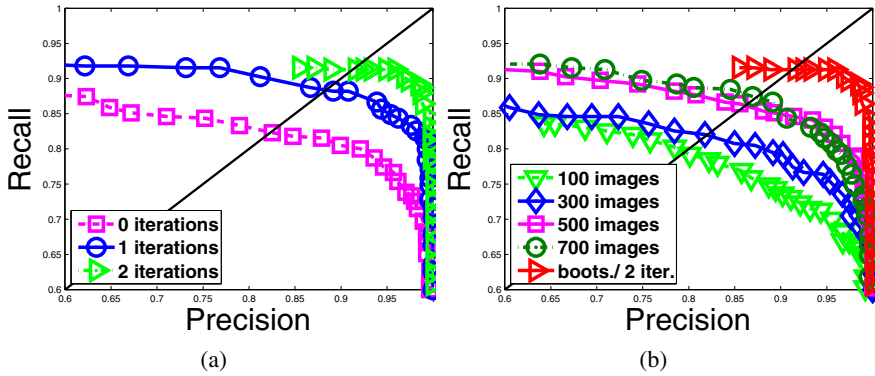 1
0.95
0.9
0.85
0.8
0.75
0.7
0.65
0.6
Recall
0 iterations
1 iterations
2 iterations
0.6 0.65 0.7 0.75 0.8 0.85 0.9 0.95
Precision
(a)
1
0.95
0.9
0.85
0.8
0.75
0.7
0.65
0.6
Recall
100 images
300 images
500 images
700 images
boots./ 2 iter.
0.6 0.65 0.7 0.75 0.8 0.85 0.9 0.95
Precision
(b)